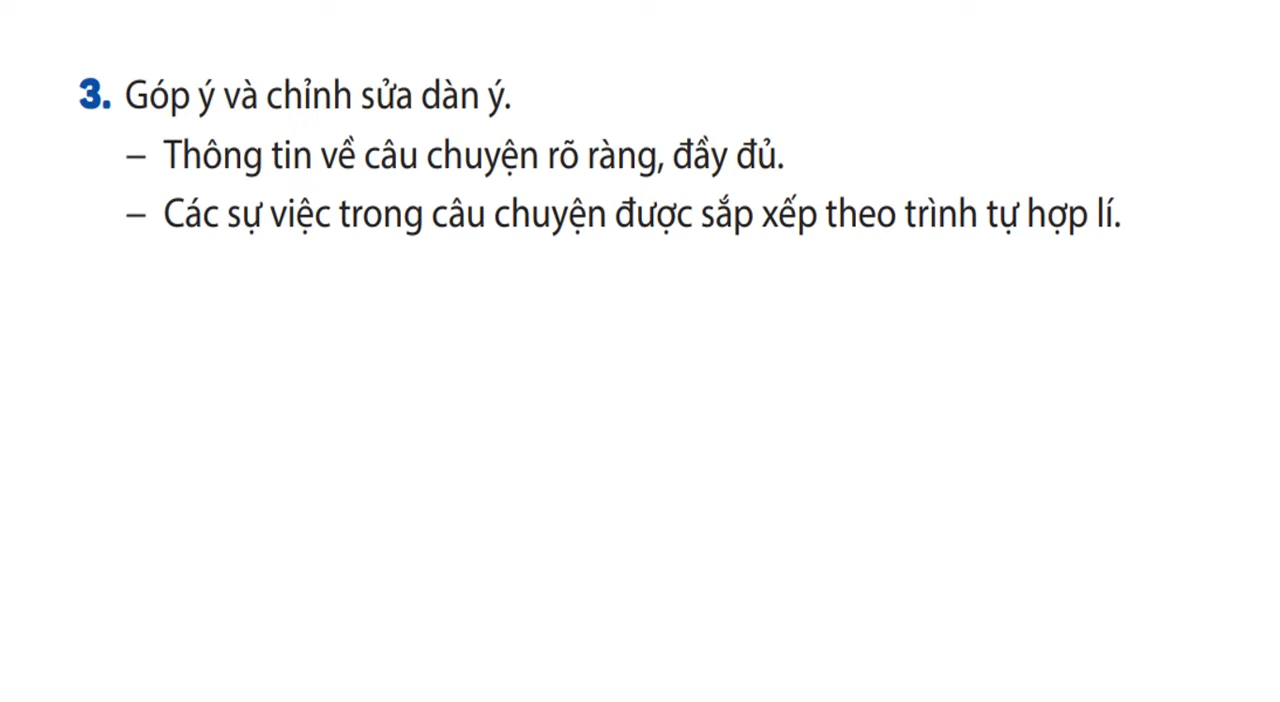 3. Góp ý và chỉnh sửa dàn ý.
– Thông tin về câu chuyện rõ ràng, đầy đủ.
– Các sự việc trong câu chuyện được sắp xếp theo trình tự hợp lí.